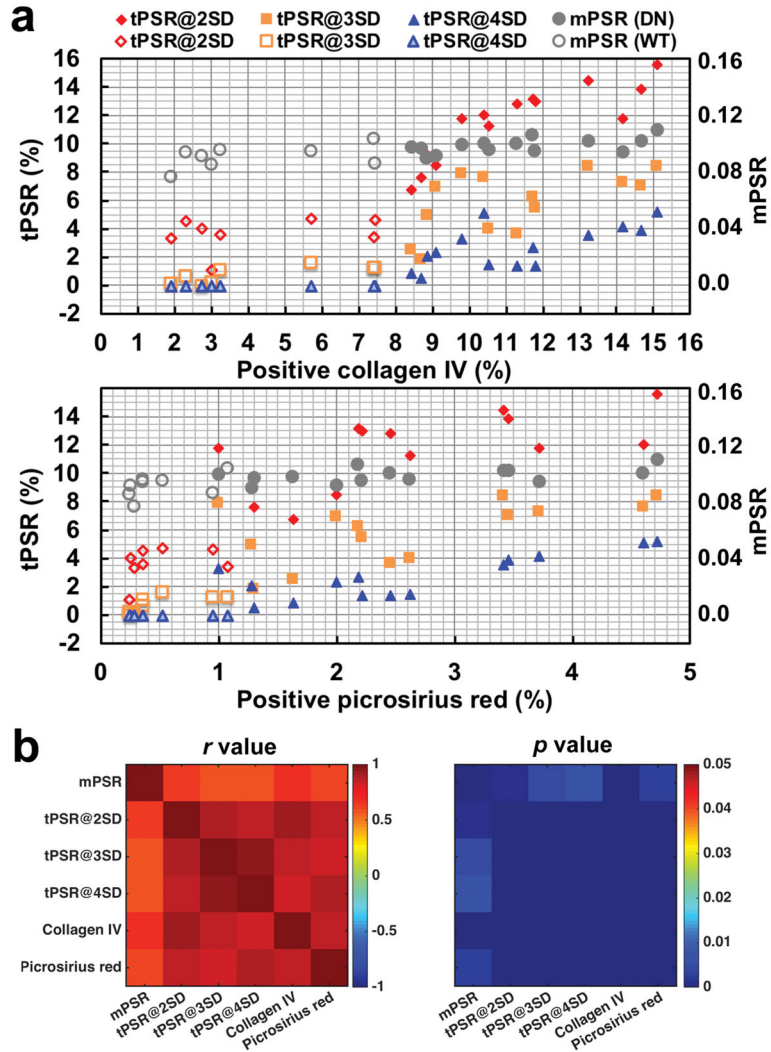 a
tPSR@2SD tPSR@3SD tPSR@4SD mPSR (DN)
tPSR@2SD tPSR@3SD tPSR@4SD mPSR (WT)
16 0.16
14
12 0.12
10
8 0.08
6
4 0.04
2
0 0.0
-2
tPSR (%)
mPSR
0 1 2 3 4 5 6 7 8 9 10 11 12 13 14 15 16
Positive collagen IV (%)
0.16
14
12 0.12
10
8 0.08
6
4 0.04
2
0 0.0
-2
tPSR (%)
mPSR
0 1 2 3 4 5
Positive picrosirius red (%)
b
r value p value
mPSR
tPSR@2SD
tPSR@3SD
tPSR@4SD
Collagen IV
Picrosirius red
1
0.5
0
-0.5
-1
0.05
0.04
0.03
0.02
0.01
0
mPSR tPSR@2SD tPSR@3SD tPSR@4SD Collagen IV Picrosirius red
mPSR tPSR@2SD tPSR@3SD tPSR@4SD Collagen IV Picrosirius red